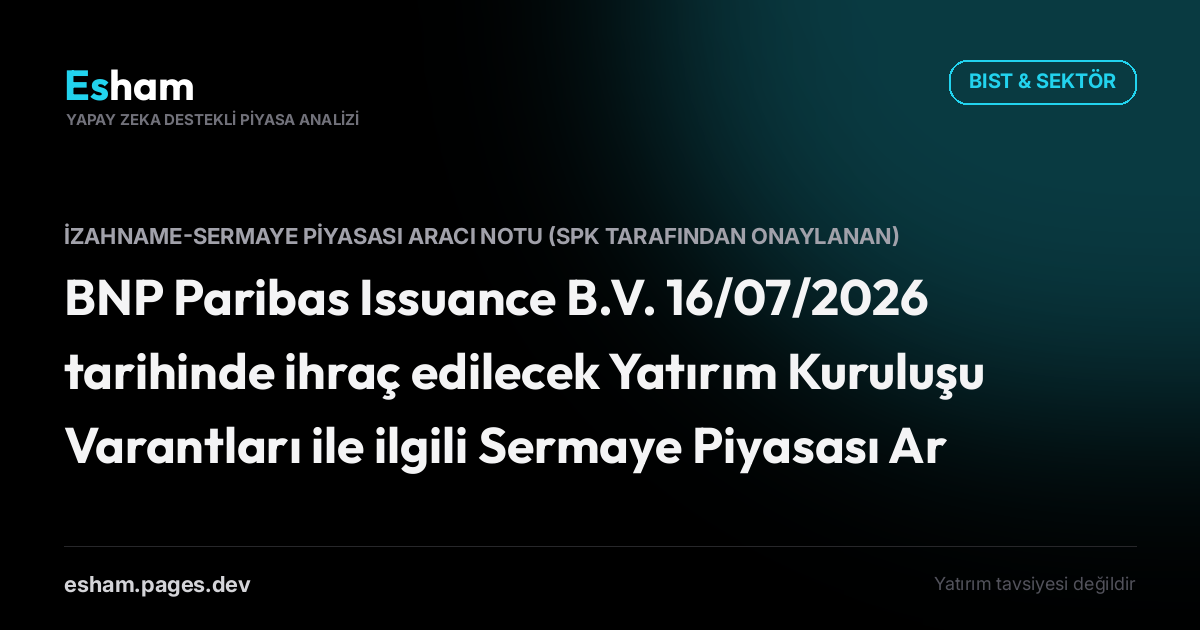 Esham
YAPAY ZEKA DESTEKLİ PİYASA ANALİZİ
BIST & SEKTÖR
İZAHNAME-SERMAYE PİYASASI ARACI NOTU (SPK TARAFINDAN ONAYLANAN)
BNP Paribas Issuance B.V. 16/07/2026
tarihinde ihraç edilecek Yatırım Kuruluşu
Varantları ile ilgili Sermaye Piyasası Ar
esham.pages.dev
Yatırım tavsiyesi değildir